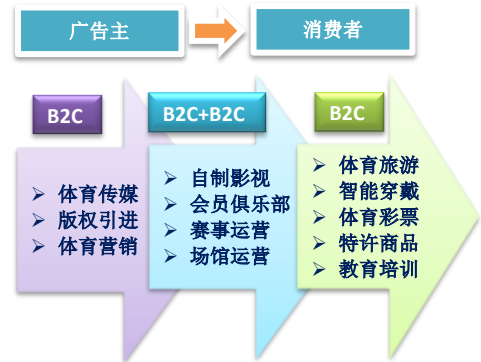 广告主
消费者
B2C
体育传媒
版权引进
体育营销
B2C+B2C
自制影视
会员俱乐部
赛事运营
场馆运营
B2C
体育旅游
智能穿戴
体育彩票
特许商品
教育培训